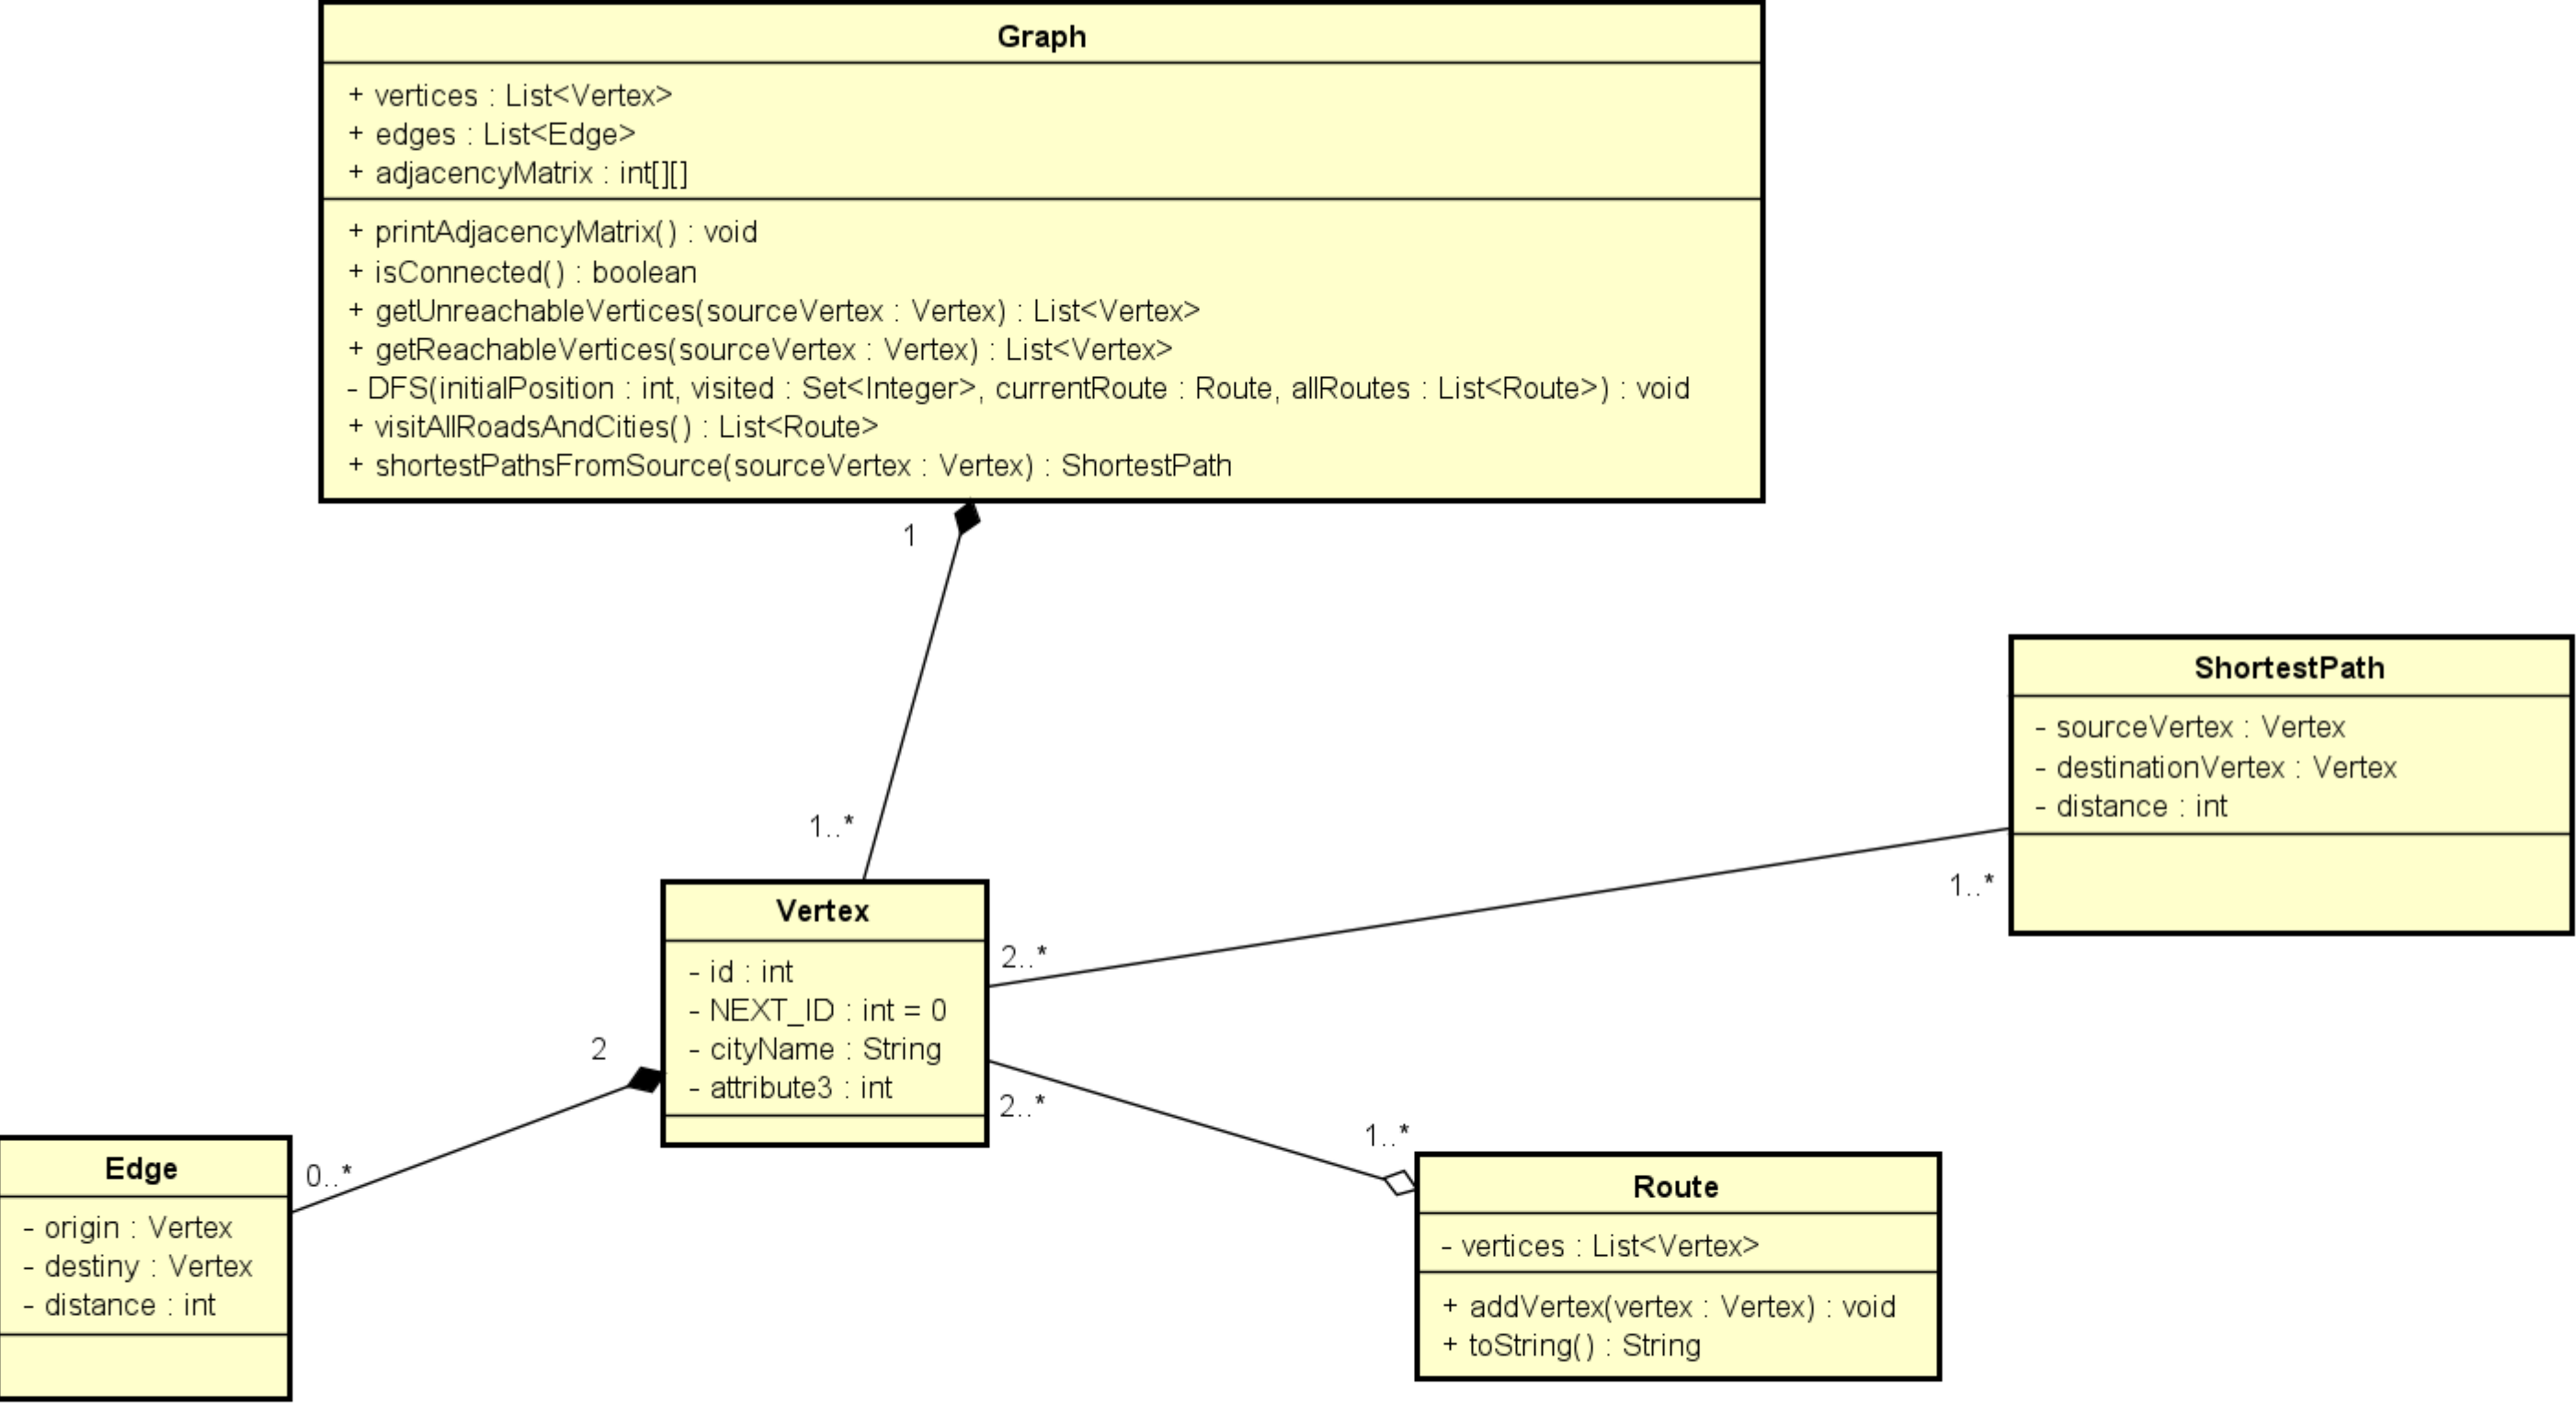 Graph
+ vertices : List<Vertex>
+ edges : List<Edge>
+ adjacencyMatrix : int[][]
+ printAdjacencyMatrix() : void
+ isConnected() : boolean
+ getUnreachableVertices(sourceVertex : Vertex) : List<Vertex>
+ getReachableVertices(sourceVertex : Vertex) : List<Vertex>
- DFS(initialPosition : int, visited : Set<Integer>, currentRoute : Route, allRoutes : List<Route>) : void
+ visitAllRoadsAndCities() : List<Route>
+ shortestPathsFromSource(sourceVertex : Vertex) : ShortestPath
1
1..*
ShortestPath
- sourceVertex : Vertex
- destinationVertex : Vertex
- distance : int
1..*
2..*
Vertex
- id : int
- NEXT_ID : int = 0
- cityName : String
- attribute3 : int
2
2..*
1..*
0..*
Edge
- origin : Vertex
- destiny : Vertex
- distance : int
Route
- vertices : List<Vertex>
+ addVertex(vertex : Vertex) : void
+ toString() : String